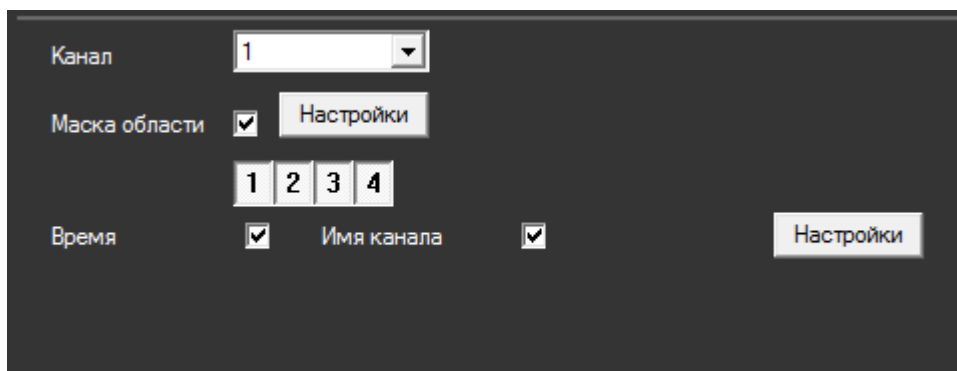 Канал 1
Маска области Настройки
1 2 3 4
Время Имя канала Настройки